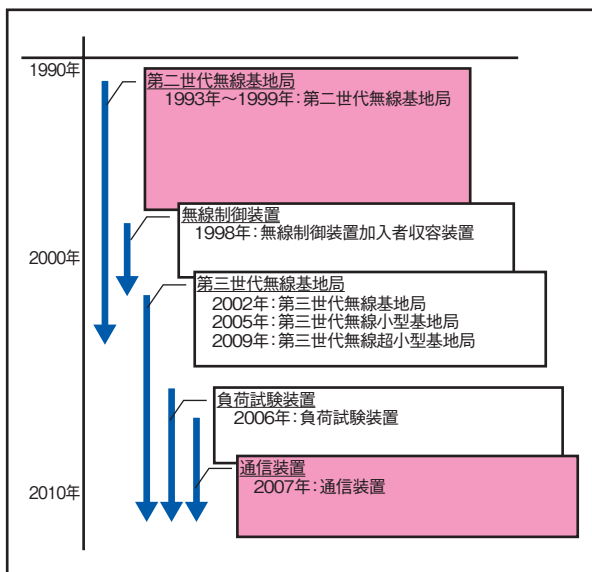 1990年
第二世代無線基地局
1993年～1999年：第二世代無線基地局
無線制御装置
1998年：無線制御装置加入者収容装置
2000年
第三世代無線基地局
2002年：第三世代無線基地局
2005年：第三世代無線小型基地局
2009年：第三世代無線超小型基地局
負荷試験装置
2006年：負荷試験装置
通信装置
2007年：通信装置
2010年